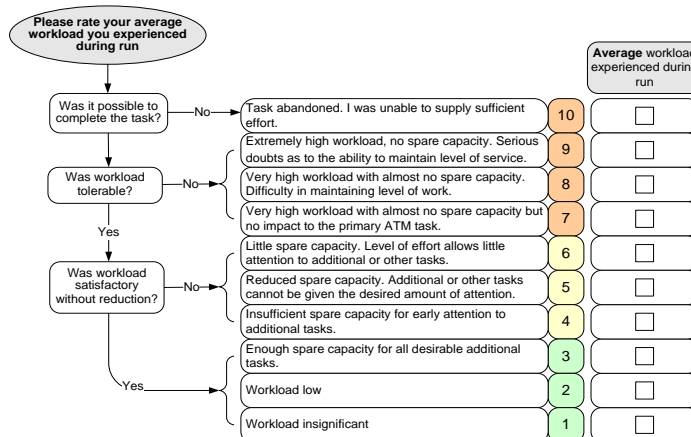 Please rate your average
workload you experienced
during run
Average workload
experienced during
run
Was it possible to
complete the task?
No
Task abandoned. I was unable to supply sufficient
effort.
10
Extremely high workload, no spare capacity. Serious
doubts as to the ability to maintain level of service.
9
Was workload
tolerable?
No
Very high workload with almost no spare capacity.
Difficulty in maintaining level of work.
8
Very high workload with almost no spare capacity but
no impact to the primary ATM task.
7
Yes
Little spare capacity. Level of effort allows little
attention to additional or other tasks.
6
Was workload
satisfactory
without reduction?
No
Reduced spare capacity. Additional or other tasks
cannot be given the desired amount of attention.
5
Insufficient spare capacity for early attention to
additional tasks.
4
Enough spare capacity for all desirable additional
tasks.
3
Yes
Workload low
2
Workload insignificant
1